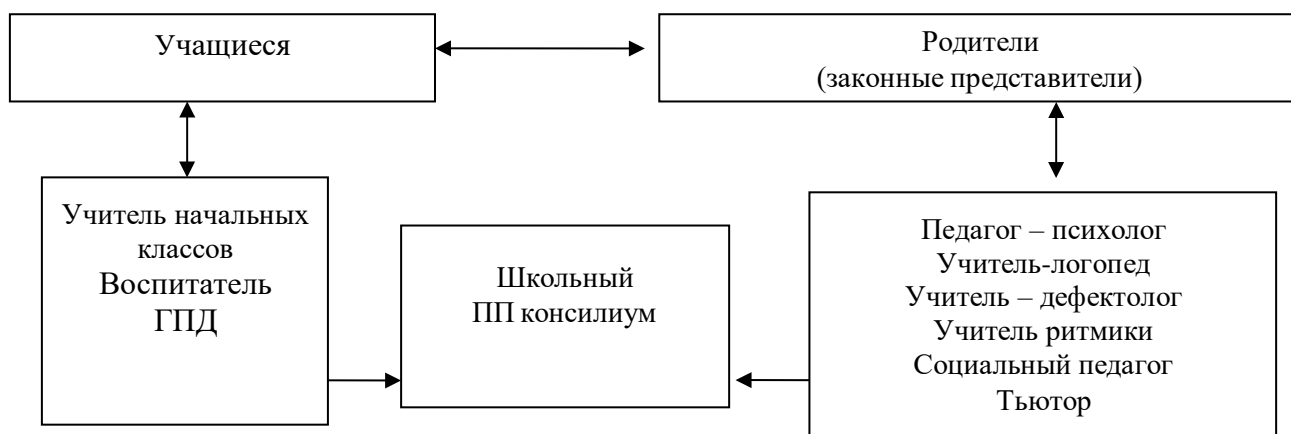 Учащиеся
Родители
(законные представители)
Учитель начальных
классов
Воспитатель
ГПД
Школьный
ПП консилиум
Педагог – психолог
Учитель-логопед
Учитель – дефектолог
Учитель ритмики
Социальный педагог
Тьютор